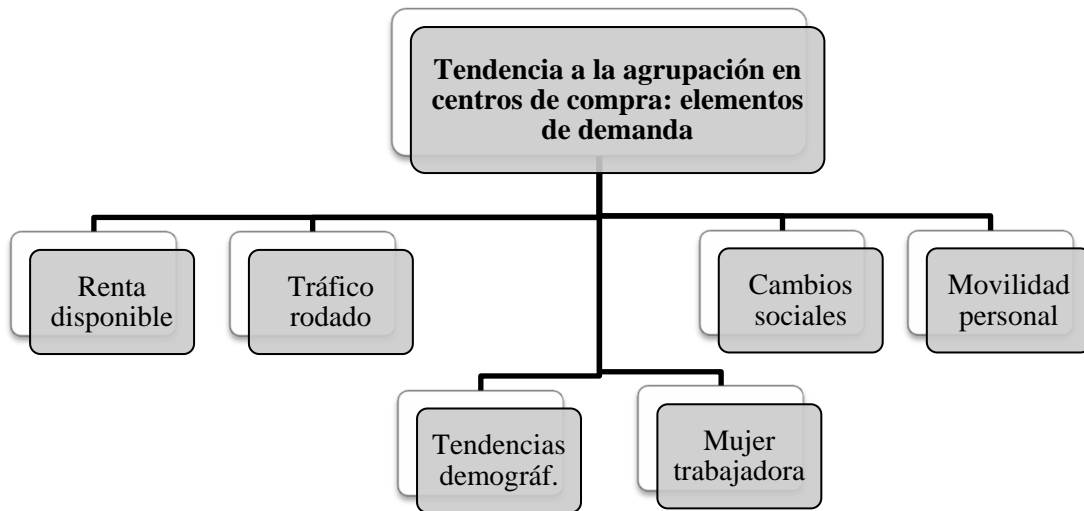 Tendencia a la agrupación en
centros de compra: elementos
de demanda
Renta
disponible
Tráfico
rodado
Cambios
sociales
Movilidad
personal
Tendencias
demográf.
Mujer
trabajadora